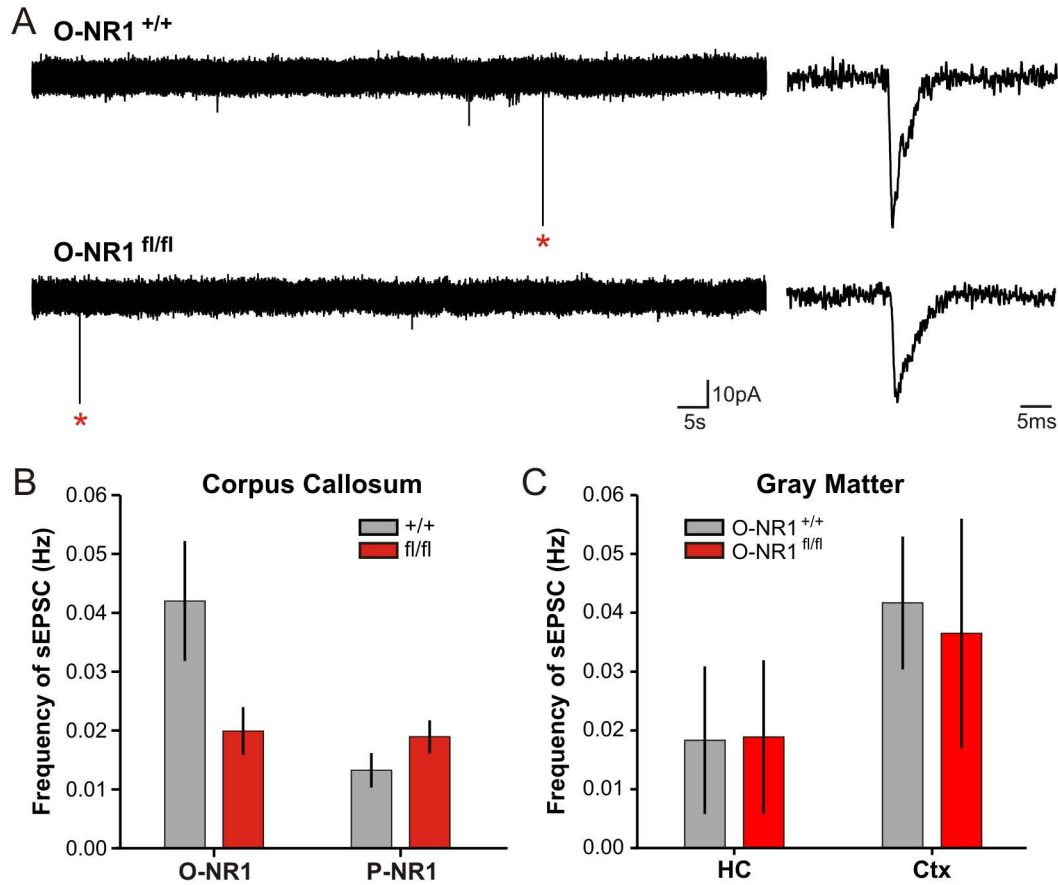 A
O-NR1 +/+
*
O-NR1 fl/fl
*
10pA
5s
5ms
B
Corpus Callosum
Frequency of sEPSC (Hz)
0.06
0.05
0.04
0.03
0.02
0.01
0.00
+/+
fl/fl
O-NR1
P-NR1
C
Gray Matter
Frequency of sEPSC (Hz)
0.06
0.05
0.04
0.03
0.02
0.01
0.00
O-NR1 +/+
O-NR1 fl/fl
HC
Ctx